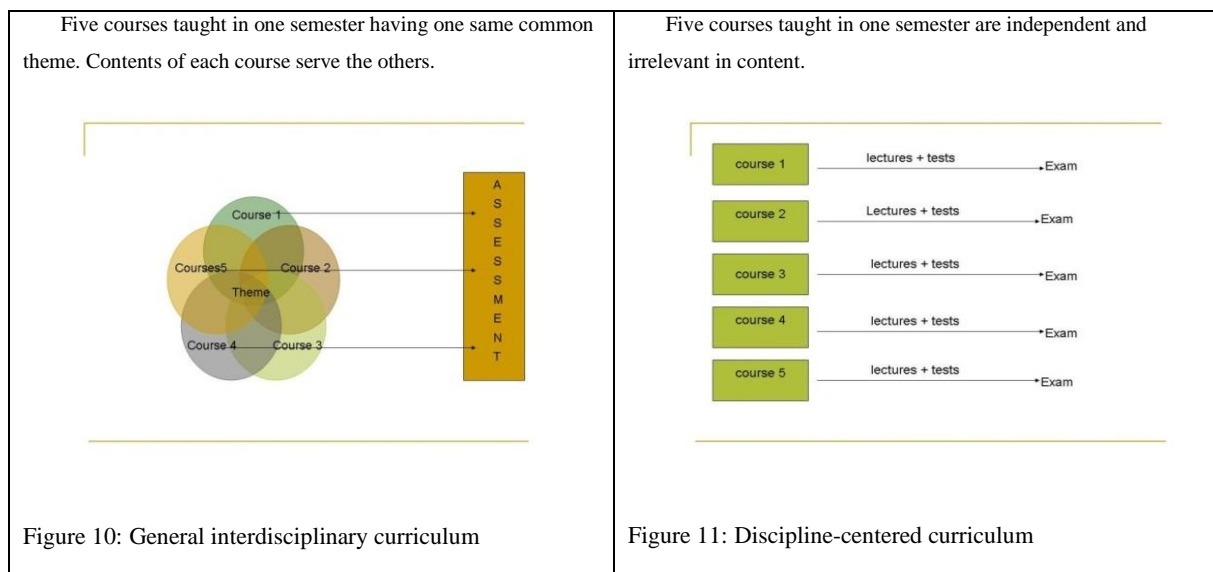 Five courses taught in one semester having one same common
theme. Contents of each course serve the others.
Course 1
Courses5
Course 2
Theme
Course 4
Course 3
A
S
S
E
S
S
M
E
N
T
Figure 10: General interdisciplinary curriculum
Five courses taught in one semester are independent and
irrelevant in content.
course 1
lectures + tests
Exam
course 2
Lectures + tests
Exam
course 3
lectures + tests
Exam
course 4
lectures + tests
Exam
course 5
lectures + tests
Exam
Figure 11: Discipline-centered curriculum